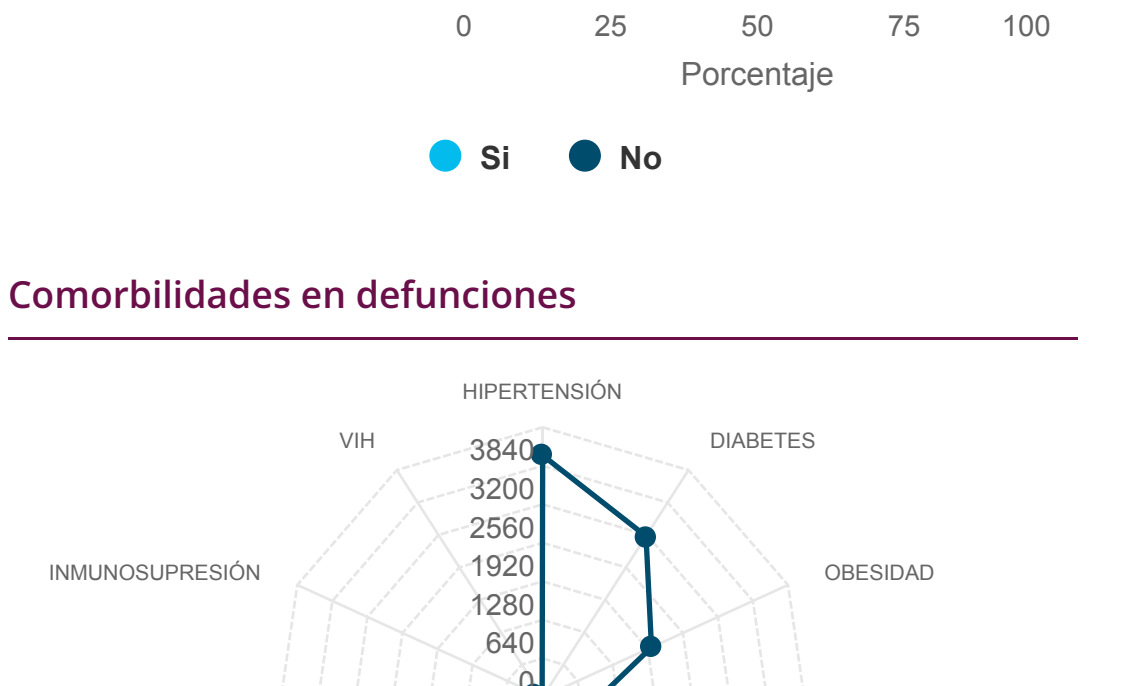 0 25 50 75 100
Porcentaje
Si No
Comorbilidades en defunciones
HIPERTENSIÓN
VIH DIABETES
3840
3200
2560
1920
INMUNOSUPRESIÓN OBESIDAD
1280
640
0